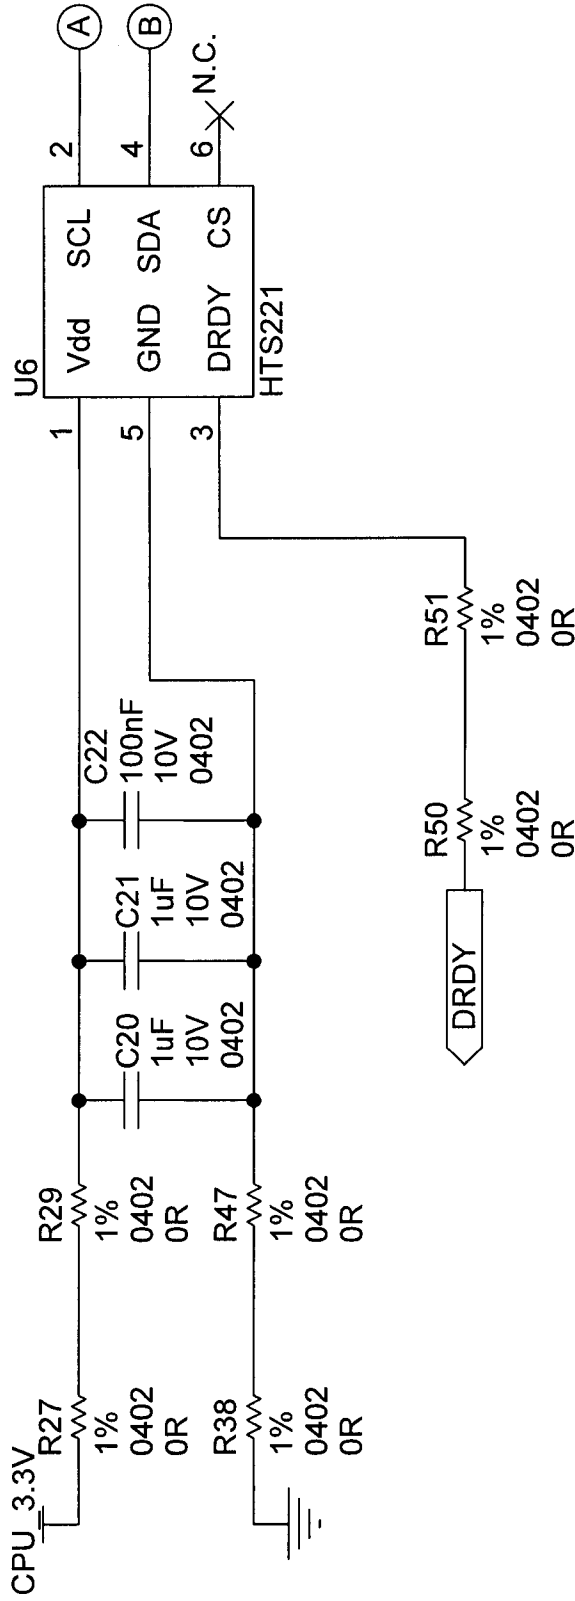 CPU_3.3V
R27
1%
0402
0R
R29
1%
0402
0R
R38
1%
0402
0R
R47
1%
0402
0R
C20
1uF
10V
0402
C21
1uF
10V
0402
C22
100nF
10V
0402
DRDY
R50
1%
0402
0R
R51
1%
0402
0R
U6
1 Vdd SCL 2
5 GND SDA 4
3 DRDY CS 6
HTS221
A
B
N.C.